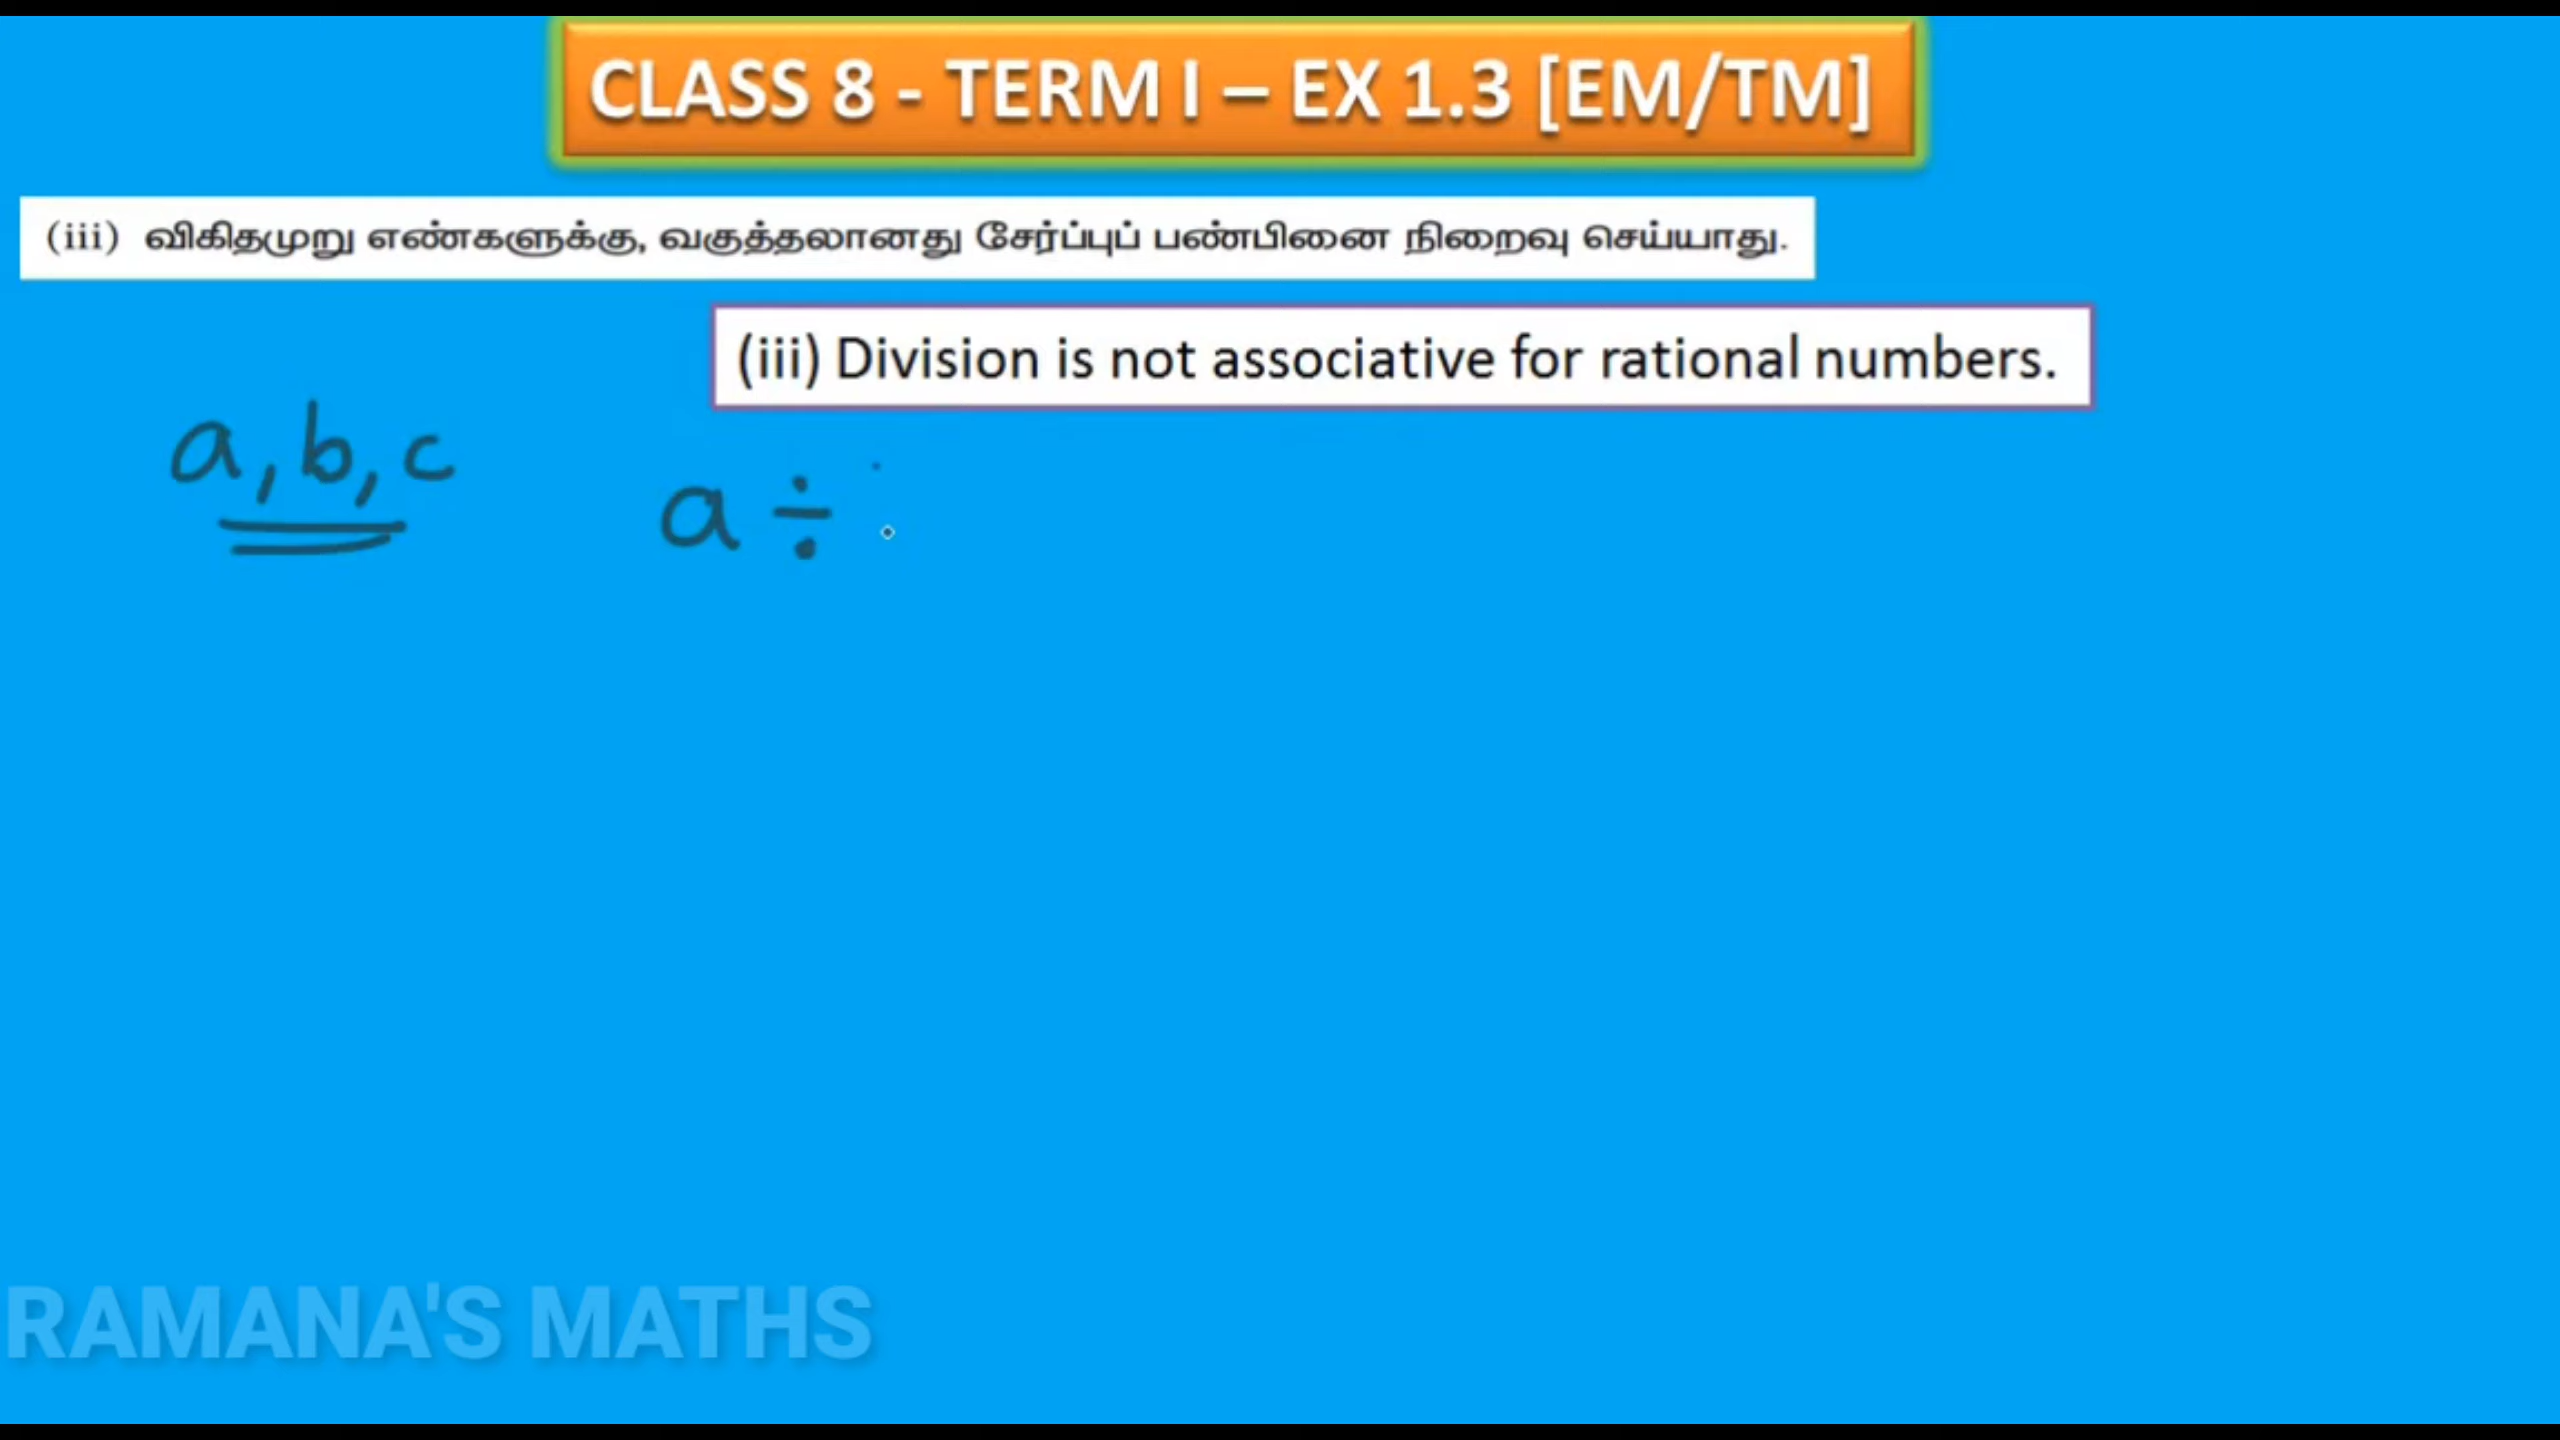 CLASS 8 - TERM I – EX 1.3 [EM/TM]
(iii) விகிதமுறு எண்களுக்கு, வகுத்தலானது சேர்ப்புப் பண்பினை நிறைவு செய்யாது.
(iii) Division is not associative for rational numbers.
a, b, c
a ÷
RAMANA'S MATHS